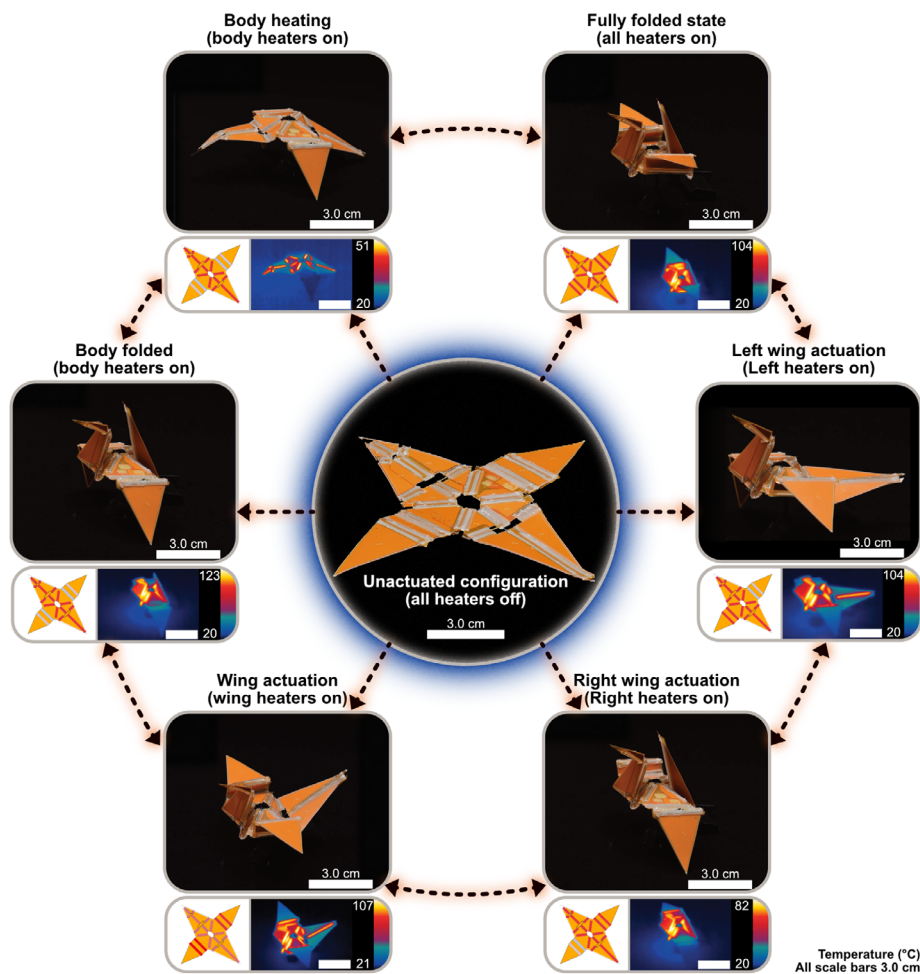 Body heating
(body heaters on)
Fully folded state
(all heaters on)
3.0 cm
3.0 cm
51
20
104
20
Body folded
(body heaters on)
Left wing actuation
(Left heaters on)
3.0 cm
3.0 cm
Unactuated configuration
(all heaters off)
3.0 cm
123
20
104
20
Wing actuation
(wing heaters on)
Right wing actuation
(Right heaters on)
3.0 cm
3.0 cm
107
21
82
20
Temperature (°C)
All scale bars 3.0 cm